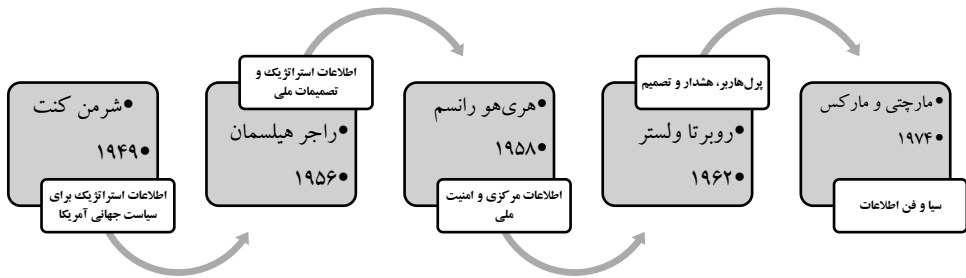 •شرمن کنت
•۱۹۴۹
اطلاعات استراتژیک برای
سیاست جهانی آمریکا
اطلاعات استراتژیک و
تصمیمات ملی
•راجر هیلسمان
•۱۹۵۶
•هری‌هو رانسم
•۱۹۵۸
اطلاعات مرکزی و امنیت
ملی
پرل‌هاربر، هشدار و تصمیم
•روبرتا ولستر
•۱۹۶۲
•مارچتی و مارکس
•۱۹۷۴
سیا و فن اطلاعات